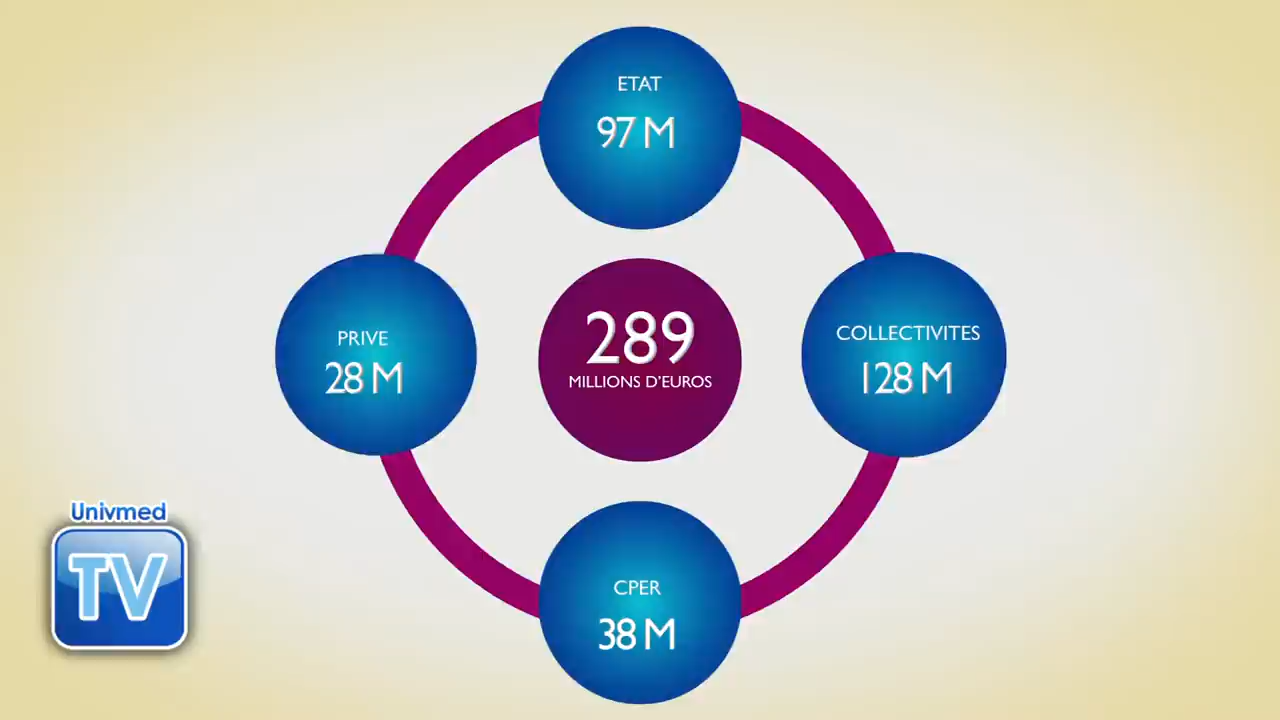 ETAT
97 M
PRIVE
28 M
289
MILLIONS D'EUROS
COLLECTIVITES
128 M
CPER
38 M
Univmed
TV